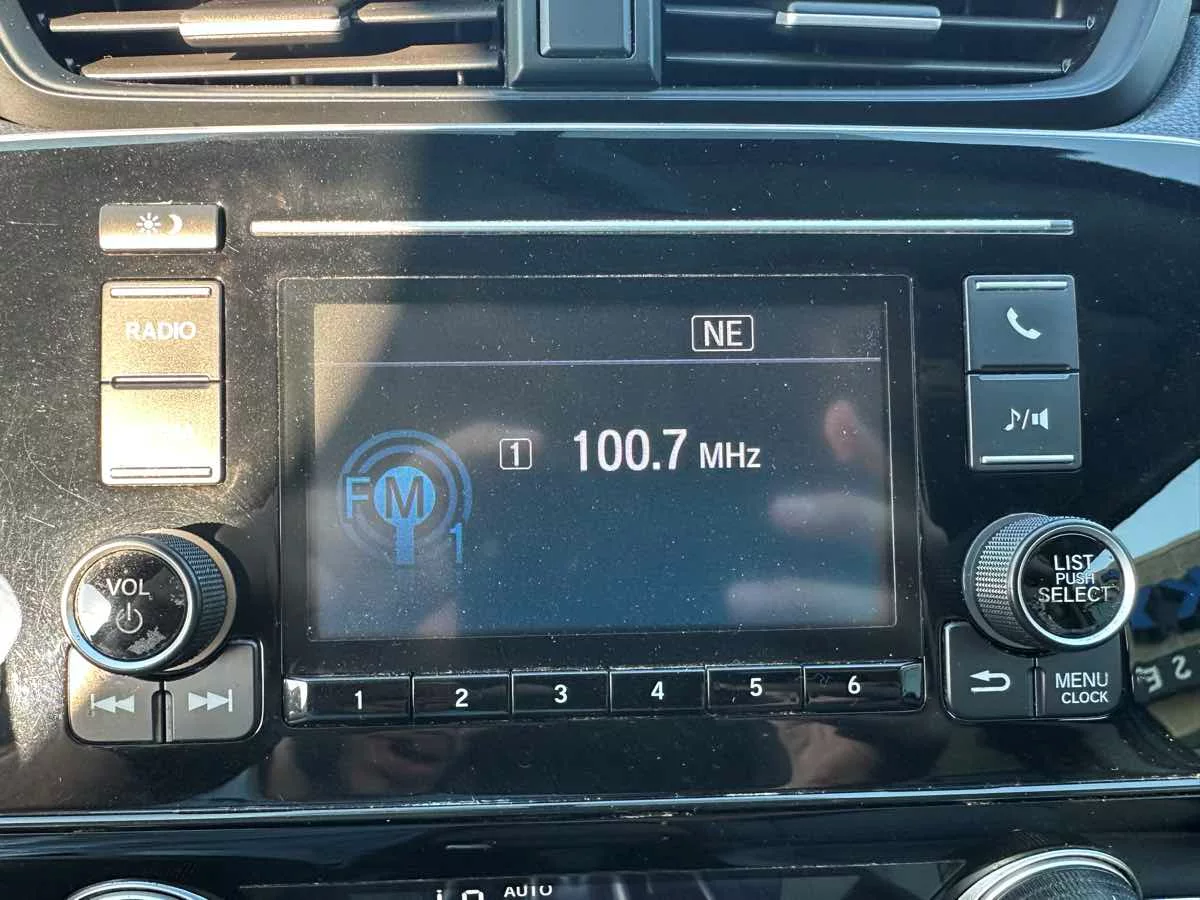 RADIO
NE
1 100.7 MHz
FM
1
VOL
LIST
PUSH
SELECT
1 2 3 4 5 6
MENU
CLOCK
AUTO